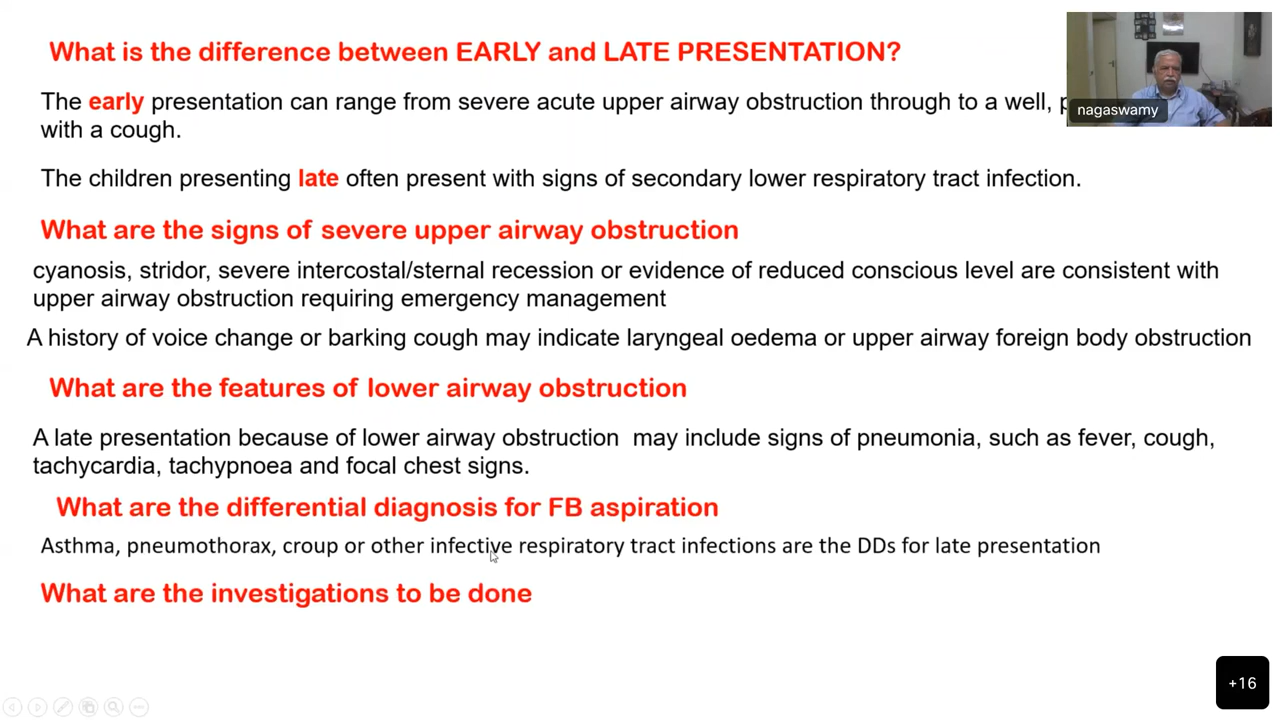 What is the difference between EARLY and LATE PRESENTATION?
The early presentation can range from severe acute upper airway obstruction through to a well,
with a cough.
nagaswamy
The children presenting late often present with signs of secondary lower respiratory tract infection.
What are the signs of severe upper airway obstruction
cyanosis, stridor, severe intercostal/sternal recession or evidence of reduced conscious level are consistent with
upper airway obstruction requiring emergency management
A history of voice change or barking cough may indicate laryngeal oedema or upper airway foreign body obstruction
What are the features of lower airway obstruction
A late presentation because of lower airway obstruction may include signs of pneumonia, such as fever, cough,
tachycardia, tachypnoea and focal chest signs.
What are the differential diagnosis for FB aspiration
Asthma, pneumothorax, croup or other infective respiratory tract infections are the DDs for late presentation
What are the investigations to be done
+16